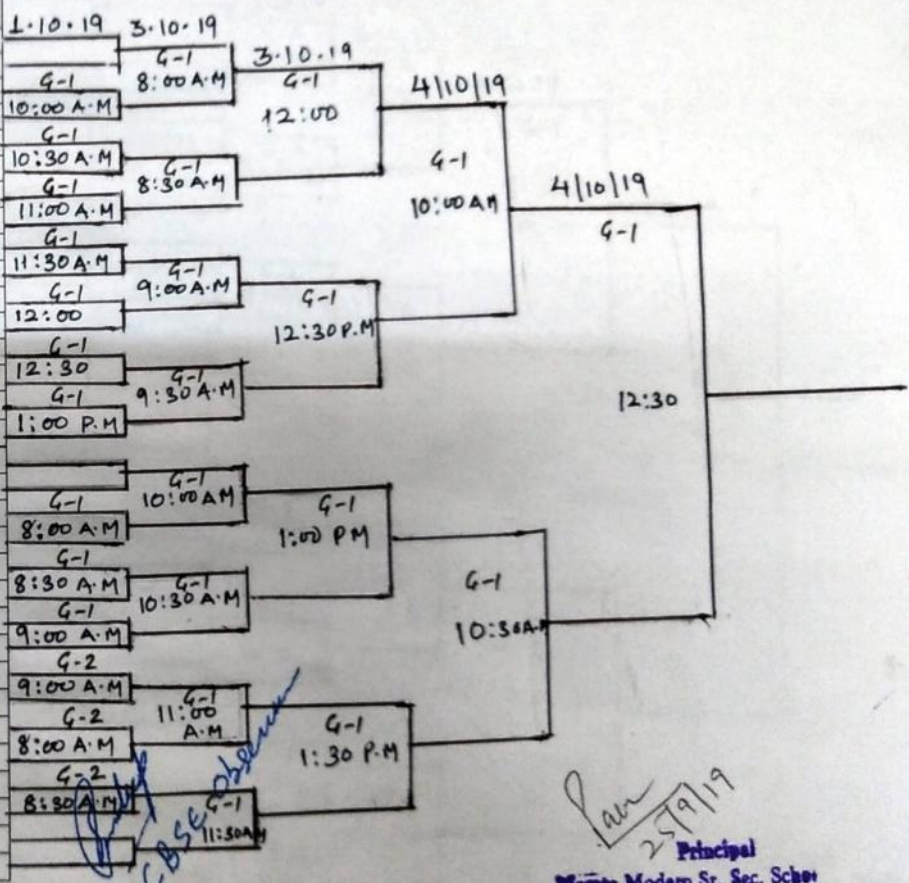 1.10.19
3.10.19
3.10.19
4/10/19
4/10/19
G-1
10:00 A.M
G-1
10:30 A.M
G-1
11:00 A.M
G-1
11:30 A.M
G-1
12:00
G-1
12:30
G-1
1:00 P.M
G-1
8:00 A.M
G-1
8:30 A.M
G-1
9:00 A.M
G-2
9:00 A.M
G-2
8:00 A.M
G-2
8:30 A.M
G-1
8:00 A.M
G-1
8:30 A.M
G-1
9:00 A.M
G-1
9:30 A.M
G-1
10:00 AM
G-1
10:30 A.M
G-1
11:00
A.M
G-1
11:30 AM
G-1
12:00
G-1
12:30 P.M
G-1
1:00 PM
G-1
1:30 P.M
G-1
10:00 AM
G-1
10:30 A.M
G-1
12:30
CBSE Observer
25/9/19
Principal
Modern Sr. Sec. Schoo